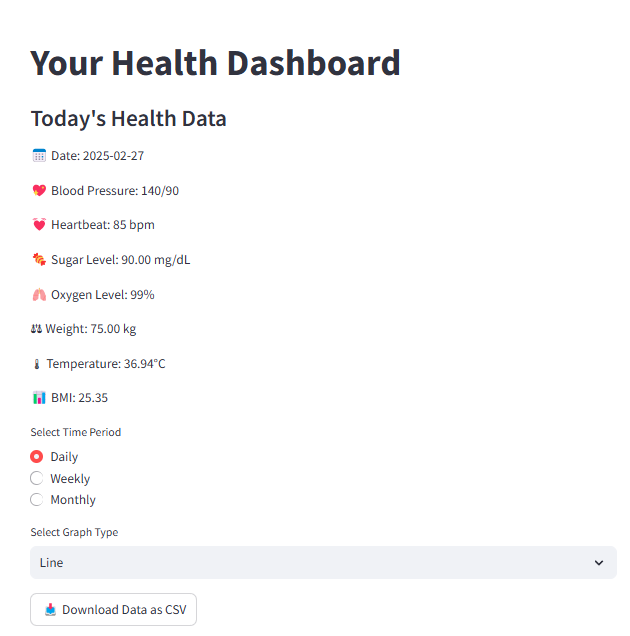 Your Health Dashboard
Today's Health Data
Date: 2025-02-27
Blood Pressure: 140/90
Heartbeat: 85 bpm
Sugar Level: 90.00 mg/dL
Oxygen Level: 99%
Weight: 75.00 kg
Temperature: 36.94°C
BMI: 25.35
Select Time Period
Daily
Weekly
Monthly
Select Graph Type
Line
Download Data as CSV